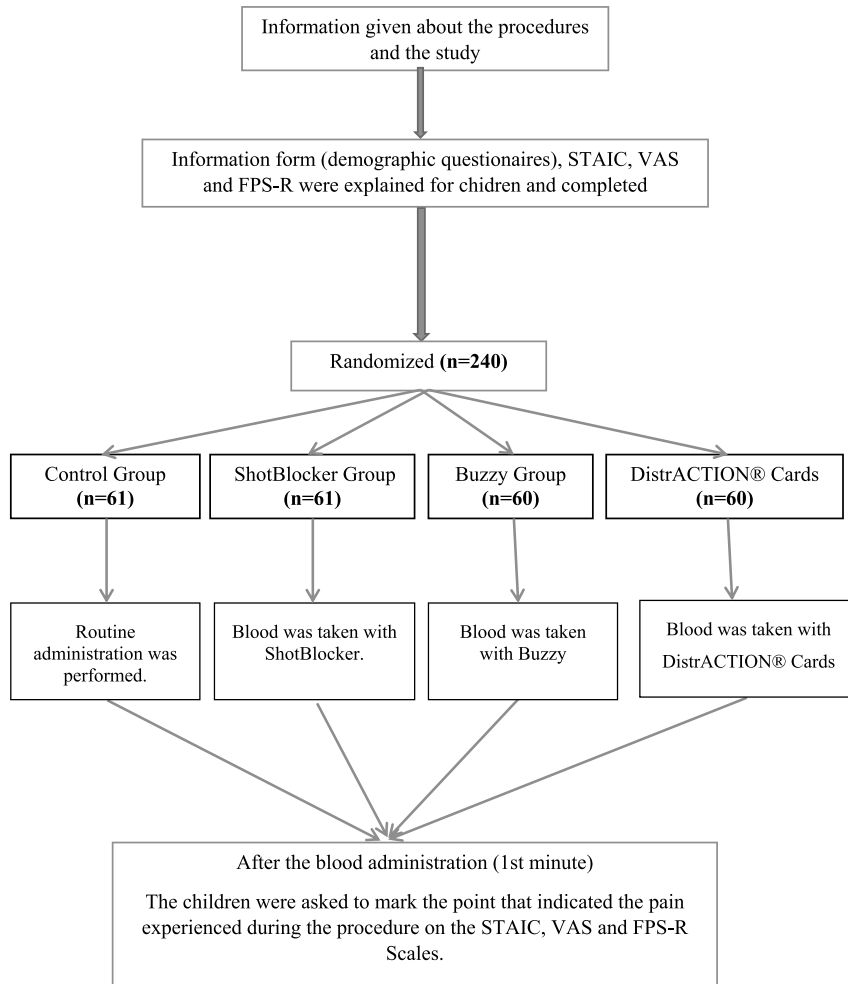 Information given about the procedures
and the study
Information form (demographic questionaires), STAIC, VAS
and FPS-R were explained for chidren and completed
Randomized (n=240)
Control Group
(n=61)
ShotBlocker Group
(n=61)
Buzzy Group
(n=60)
DistrACTION® Cards
(n=60)
Routine
administration was
performed.
Blood was taken with
ShotBlocker.
Blood was taken
with Buzzy
Blood was taken with
DistrACTION® Cards
After the blood administration (1st minute)
The children were asked to mark the point that indicated the pain
experienced during the procedure on the STAIC, VAS and FPS-R
Scales.